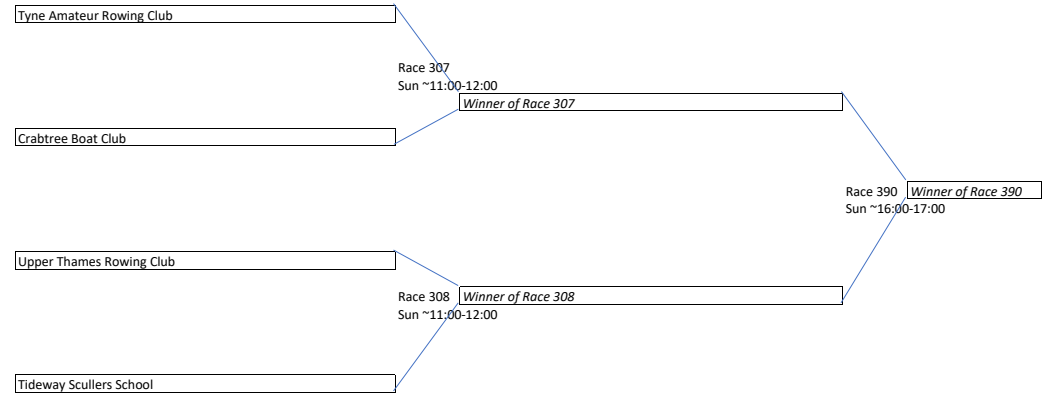 Tyne Amateur Rowing Club
Race 307
Sun ~11:00-12:00
Winner of Race 307
Crabtree Boat Club
Race 390
Winner of Race 390
Sun ~16:00-17:00
Upper Thames Rowing Club
Race 308
Winner of Race 308
Sun ~11:00-12:00
Tideway Scullers School